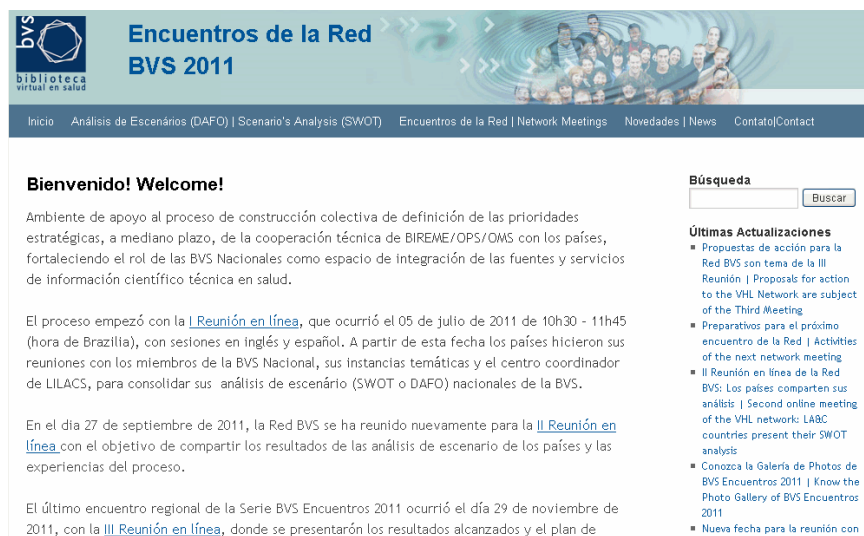 bvs
biblioteca
virtual en salud
Encuentros de la Red
BVS 2011
Inicio Análisis de Escenários (DAFO) | Scenario's Analysis (SWOT) Encuentros de la Red | Network Meetings Novedades | News Contato|Contact
Bienvenido! Welcome!
Ambiente de apoyo al proceso de construcción colectiva de definición de las prioridades
estratégicas, a mediano plazo, de la cooperación técnica de BIREME/OPS/OMS con los países,
fortaleciendo el rol de las BVS Nacionales como espacio de integración de las fuentes y servicios
de información científico técnica en salud.
El proceso empezó con la I Reunión en línea, que ocurrió el 05 de julio de 2011 de 10h30 - 11h45
(hora de Brazilia), con sesiones en inglés y español. A partir de esta fecha los países hicieron sus
reuniones con los miembros de la BVS Nacional, sus instancias temáticas y el centro coordinador
de LILACS, para consolidar sus análisis de escenário (SWOT o DAFO) nacionales de la BVS.
En el dia 27 de septiembre de 2011, la Red BVS se ha reunido nuevamente para la II Reunión en
línea con el objetivo de compartir los resultados de las análisis de escenario de los países y las
experiencias del proceso.
El último encuentro regional de la Serie BVS Encuentros 2011 ocurrió el día 29 de noviembre de
2011, con la III Reunión en línea, donde se presentarón los resultados alcanzados y el plan de
Búsqueda
Buscar
Últimas Actualizaciones
Propuestas de acción para la
Red BVS son tema de la III
Reunión | Proposals for action
to the VHL Network are subject
of the Third Meeting
Preparativos para el próximo
encuentro de la Red | Activities
of the next network meeting
II Reunión en línea de la Red
BVS: Los países comparten sus
análisis | Second online meeting
of the VHL network: LA&C
countries present their SWOT
analysis
Conozca la Galería de Photos de
BVS Encuentros 2011 | Know the
Photo Gallery of BVS Encuentros
2011
Nueva fecha para la reunión con